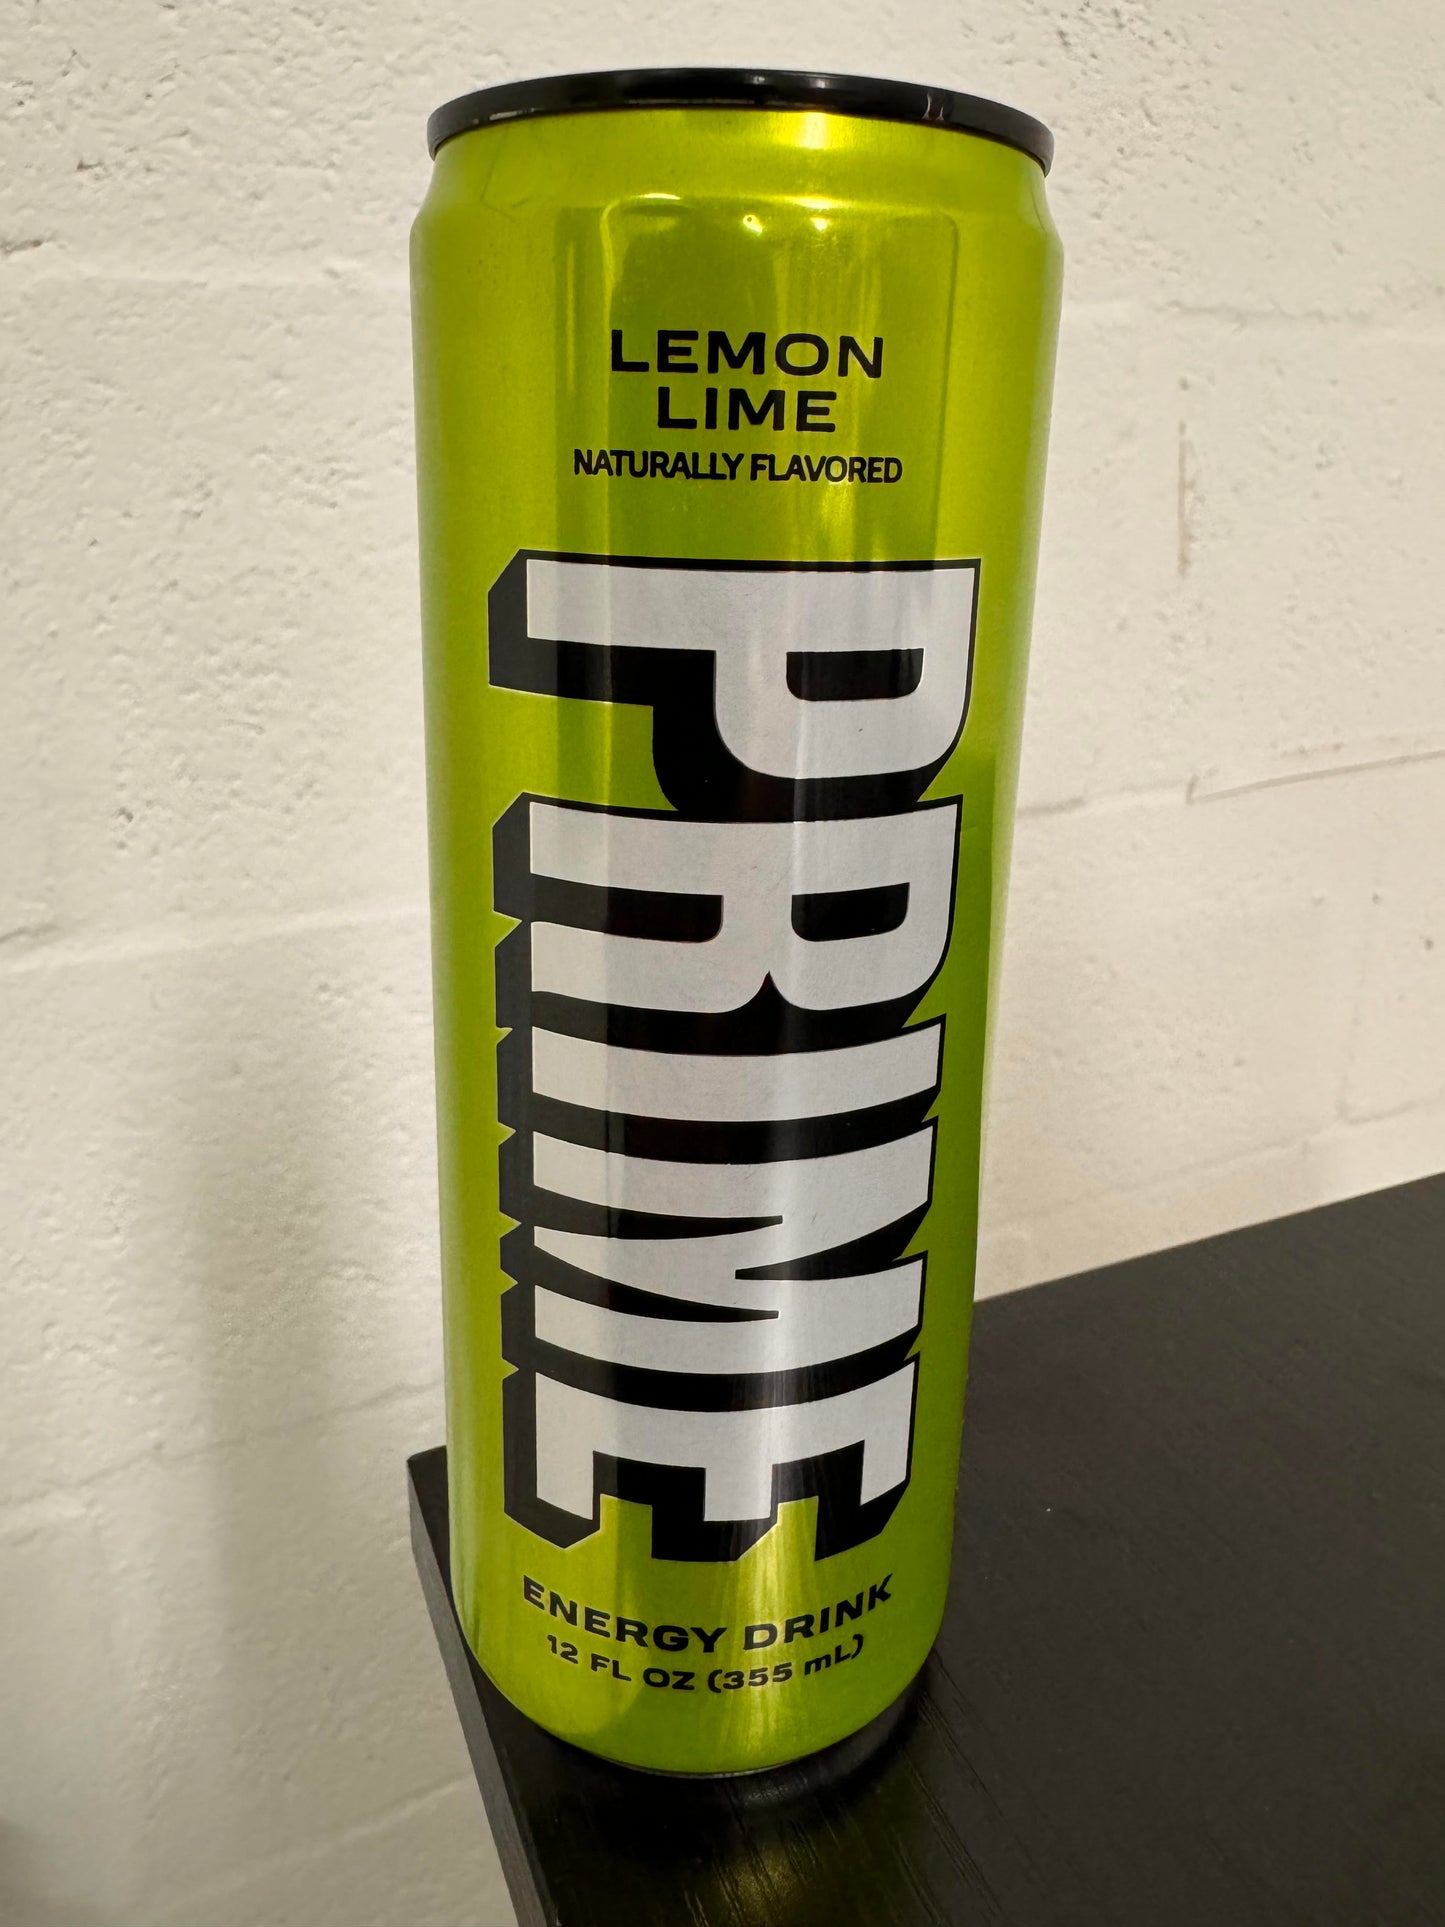 LEMON
LIME
NATURALLY FLAVORED
PRIME
ENERGY DRINK
12 FL OZ (355 mL)